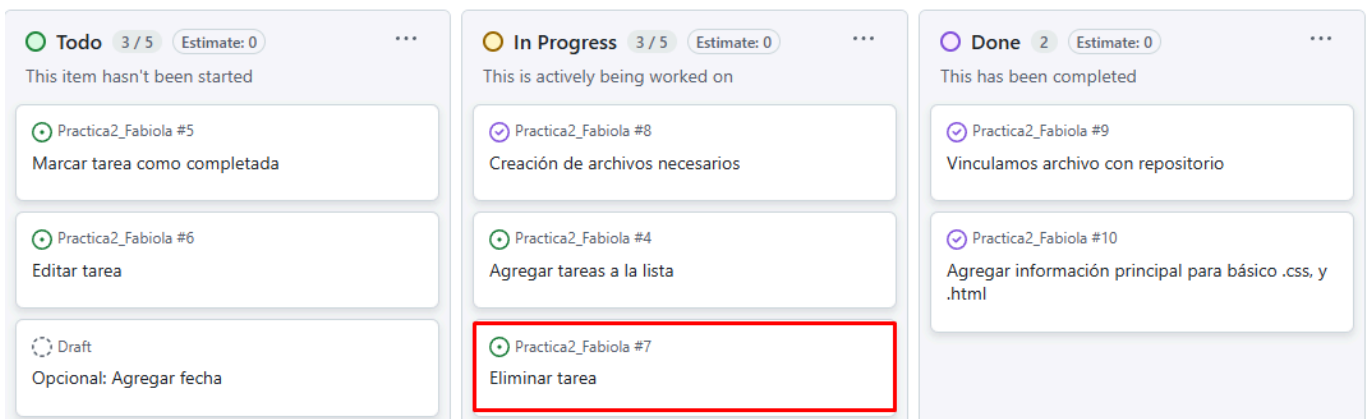 Todo 3 / 5 Estimate: 0 ...
This item hasn't been started
Practica2_Fabiola #5
Marcar tarea como completada
Practica2_Fabiola #6
Editar tarea
Draft
Opcional: Agregar fecha
In Progress 3 / 5 Estimate: 0 ...
This is actively being worked on
Practica2_Fabiola #8
Creación de archivos necesarios
Practica2_Fabiola #4
Agregar tareas a la lista
Practica2_Fabiola #7
Eliminar tarea
Done 2 Estimate: 0 ...
This has been completed
Practica2_Fabiola #9
Vinculamos archivo con repositorio
Practica2_Fabiola #10
Agregar información principal para básico .css, y
.html